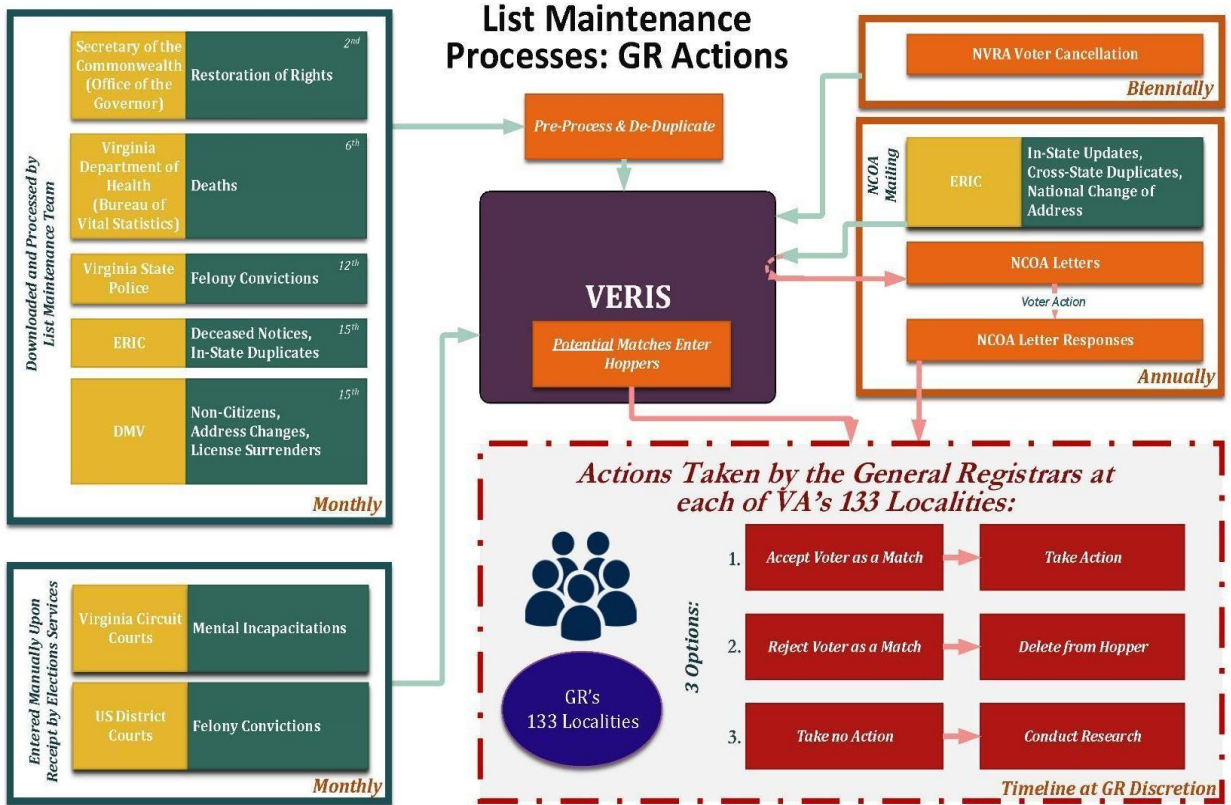 List Maintenance
Processes: GR Actions
Downloaded and Processed by
List Maintenance Team
Secretary of the
Commonwealth
(Office of the
Governor)
Restoration of Rights
2nd
Virginia
Department of
Health
(Bureau of
Vital Statistics)
Deaths
6th
Virginia State
Police
Felony Convictions
12th
ERIC
Deceased Notices,
In-State Duplicates
15th
DMV
Non-Citizens,
Address Changes,
License Surrenders
15th
Monthly
Entered Manually Upon
Receipt by Elections Services
Virginia Circuit
Courts
Mental Incapacitations
US District
Courts
Felony Convictions
Monthly
Pre-Process & De-Duplicate
VERIS
Potential Matches Enter
Hoppers
NVRA Voter Cancellation
Biennially
NCOA
Mailing
ERIC
In-State Updates,
Cross-State Duplicates,
National Change of
Address
NCOA Letters
Voter Action
NCOA Letter Responses
Annually
Actions Taken by the General Registrars at
each of VA's 133 Localities:
GR's
133 Localities
3 Options:
1.
Accept Voter as a Match
Take Action
2.
Reject Voter as a Match
Delete from Hopper
3.
Take no Action
Conduct Research
Timeline at GR Discretion